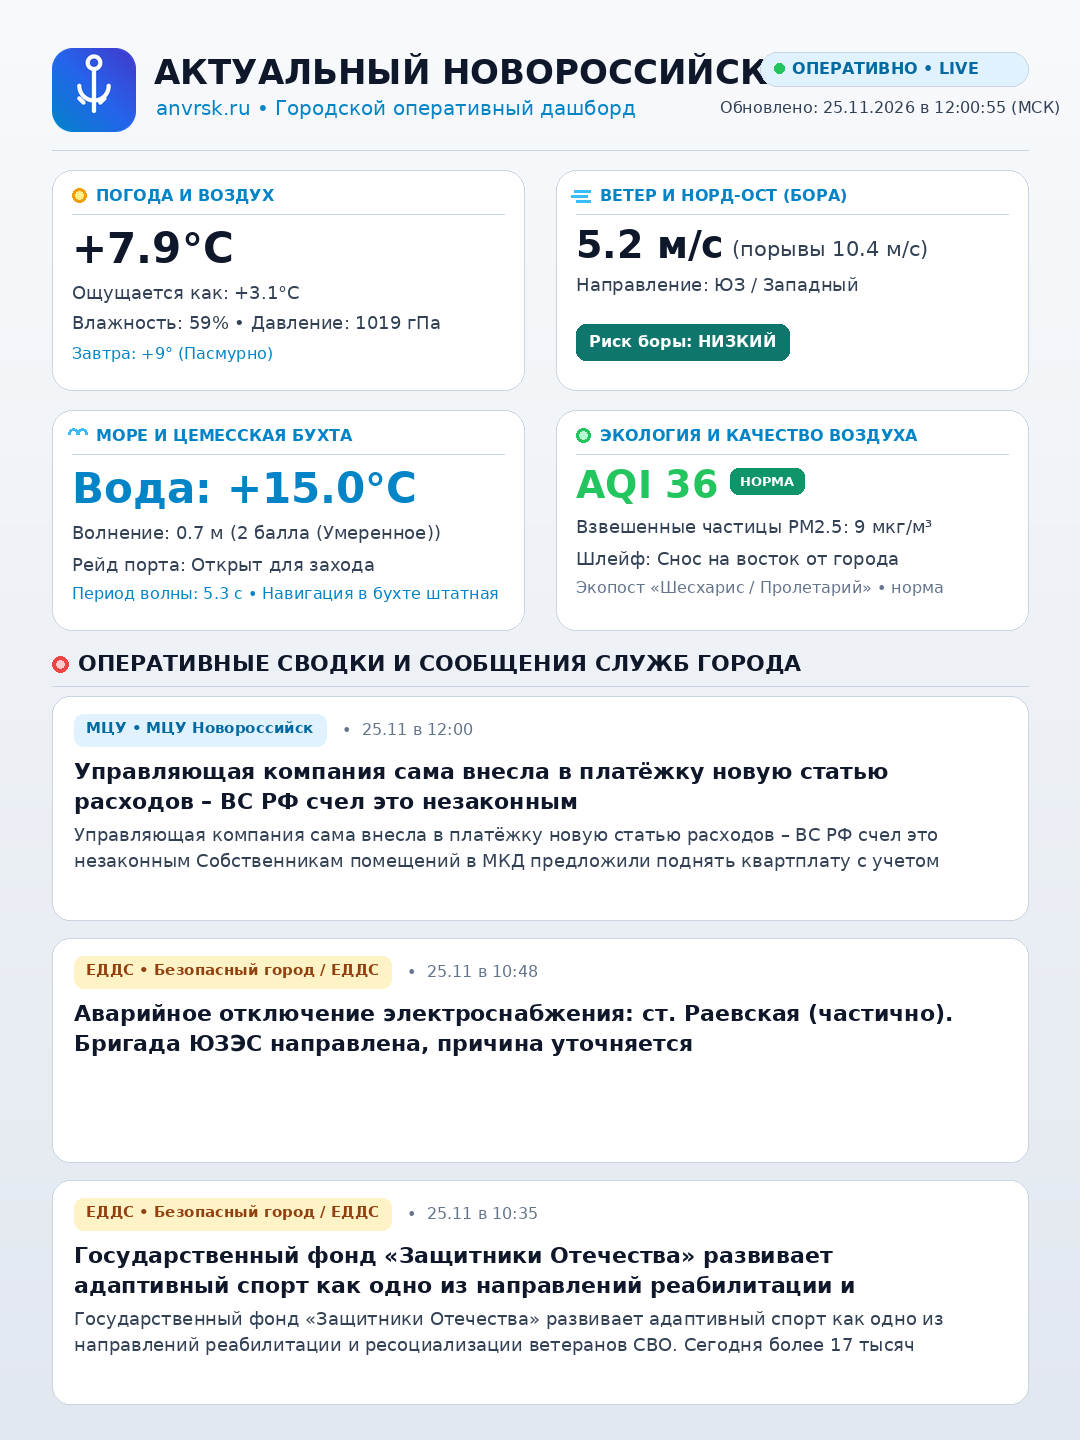 АКТУАЛЬНЫЙ НОВОРОССИЙСК
ОПЕРАТИВНО • LIVE
anvrsk.ru • Городской оперативный дашборд
Обновлено: 25.11.2026 в 12:00:55 (МСК)
ПОГОДА И ВОЗДУХ
+7.9°C
Ощущается как: +3.1°C
Влажность: 59% • Давление: 1019 гПа
Завтра: +9° (Пасмурно)
ВЕТЕР И НОРД-ОСТ (БОРА)
5.2 м/с (порывы 10.4 м/с)
Направление: ЮЗ / Западный
Риск боры: НИЗКИЙ
МОРЕ И ЦЕМЕССКАЯ БУХТА
Вода: +15.0°C
Волнение: 0.7 м (2 балла (Умеренное))
Рейд порта: Открыт для захода
Период волны: 5.3 с • Навигация в бухте штатная
ЭКОЛОГИЯ И КАЧЕСТВО ВОЗДУХА
AQI 36 НОРМА
Взвешенные частицы PM2.5: 9 мкг/м³
Шлейф: Снос на восток от города
Экопост «Шесхарис / Пролетарий» • норма
ОПЕРАТИВНЫЕ СВОДКИ И СООБЩЕНИЯ СЛУЖБ ГОРОДА
МЦУ • МЦУ Новороссийск • 25.11 в 12:00
Управляющая компания сама внесла в платёжку новую статью
расходов – ВС РФ счел это незаконным
Управляющая компания сама внесла в платёжку новую статью расходов – ВС РФ счел это
незаконным Собственникам помещений в МКД предложили поднять квартплату с учетом
ЕДДС • Безопасный город / ЕДДС • 25.11 в 10:48
Аварийное отключение электроснабжения: ст. Раевская (частично).
Бригада ЮЗЭС направлена, причина уточняется
ЕДДС • Безопасный город / ЕДДС • 25.11 в 10:35
Государственный фонд «Защитники Отечества» развивает
адаптивный спорт как одно из направлений реабилитации и
Государственный фонд «Защитники Отечества» развивает адаптивный спорт как одно из
направлений реабилитации и ресоциализации ветеранов СВО. Сегодня более 17 тысяч